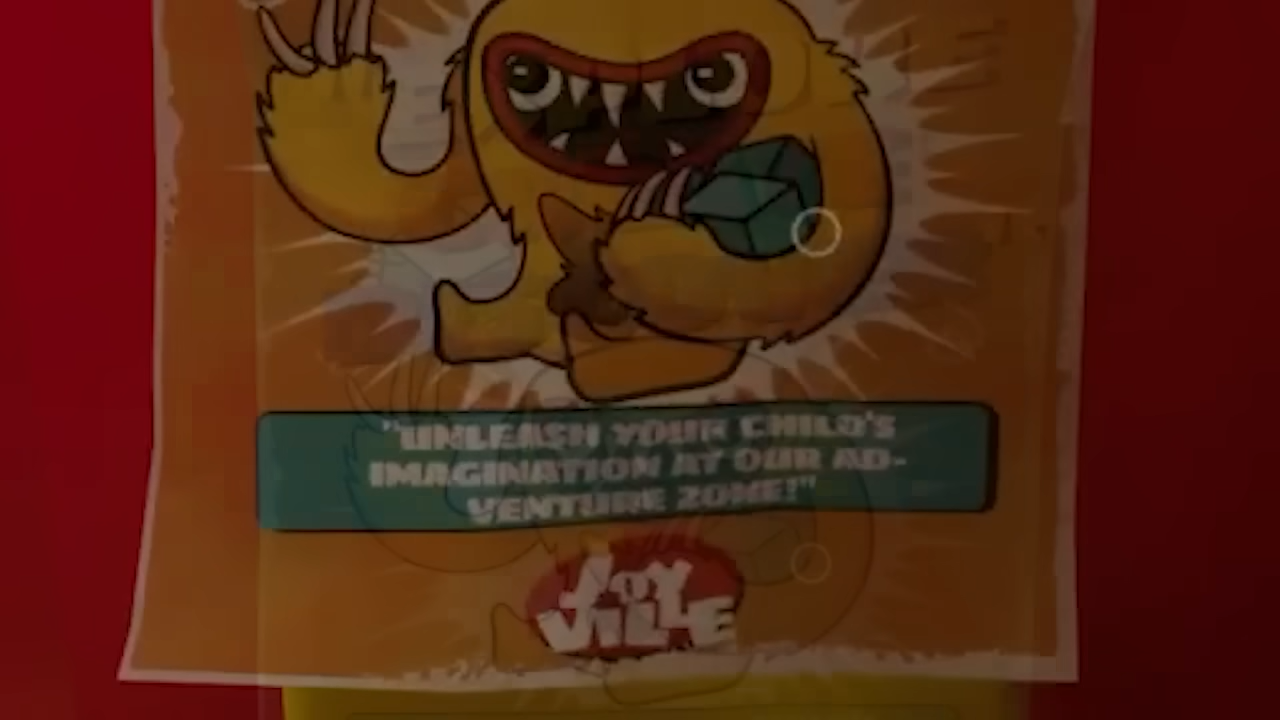 "UNLEASH YOUR CHILD'S
IMAGINATION AT OUR AD-
VENTURE ZONE!"
JOY
VILLE